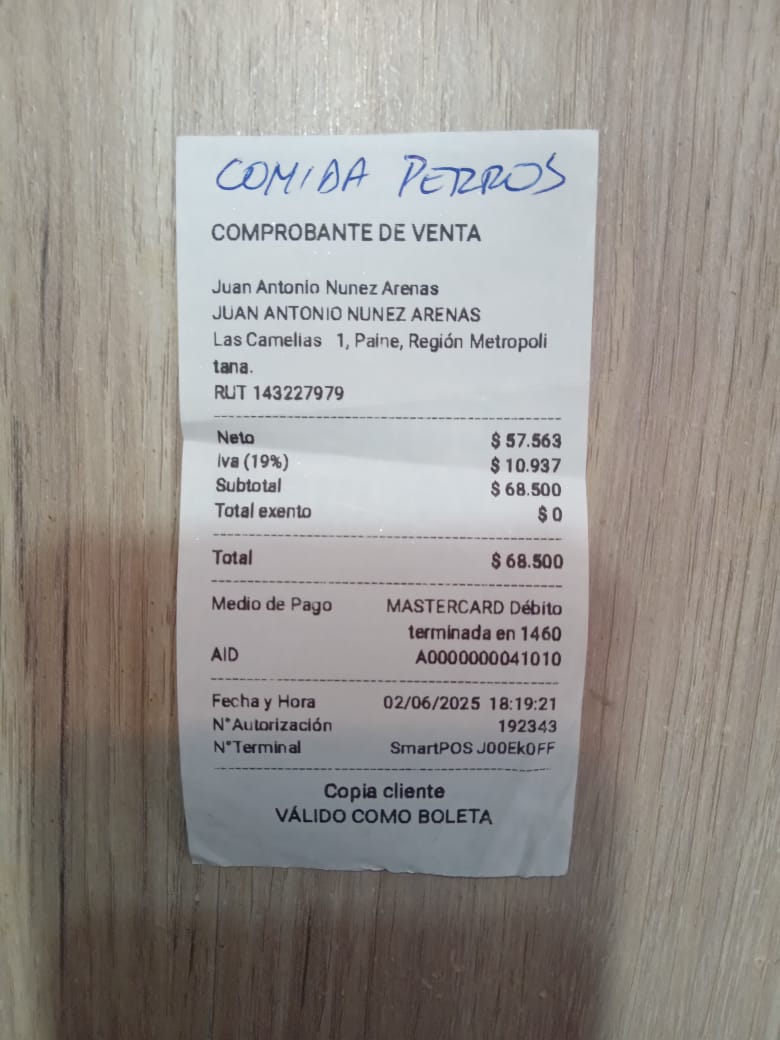 COMIDA PERROS
COMPROBANTE DE VENTA
Juan Antonio Nunez Arenas
JUAN ANTONIO NUNEZ ARENAS
Las Camelias 1, Paine, Región Metropoli
tana.
RUT 143227979
Neto $ 57.563
Iva (19%) $ 10.937
Subtotal $ 68.500
Total exento $ 0
Total $ 68.500
Medio de Pago MASTERCARD Débito
terminada en 1460
AID A0000000041010
Fecha y Hora 02/06/2025 18:19:21
N°Autorización 192343
N°Terminal SmartPOS J00Ek0FF
Copia cliente
VÁLIDO COMO BOLETA